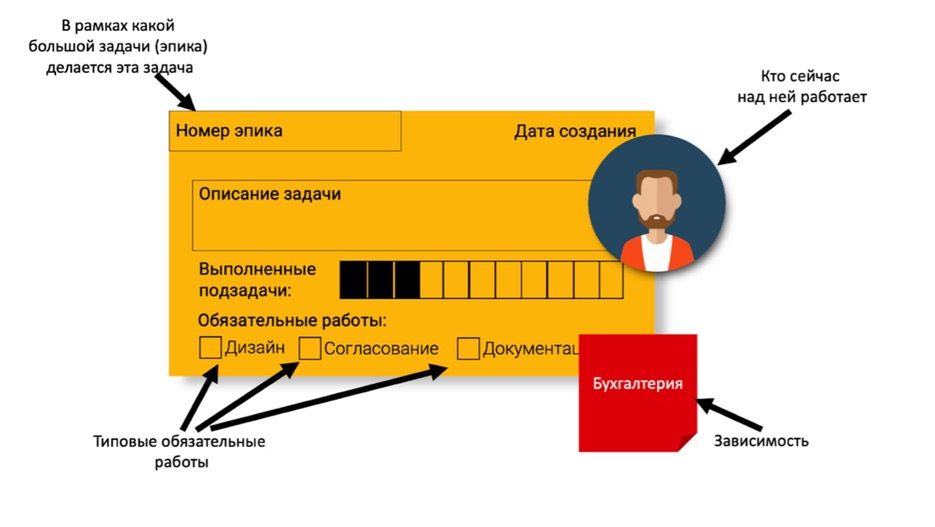 В рамках какой
большой задачи (эпика)
делается эта задача
Кто сейчас
над ней работает
Номер эпика
Дата создания
Описание задачи
Выполненные
подзадачи:
Обязательные работы:
Дизайн
Согласование
Документац
Бухгалтерия
Типовые обязательные
работы
Зависимость